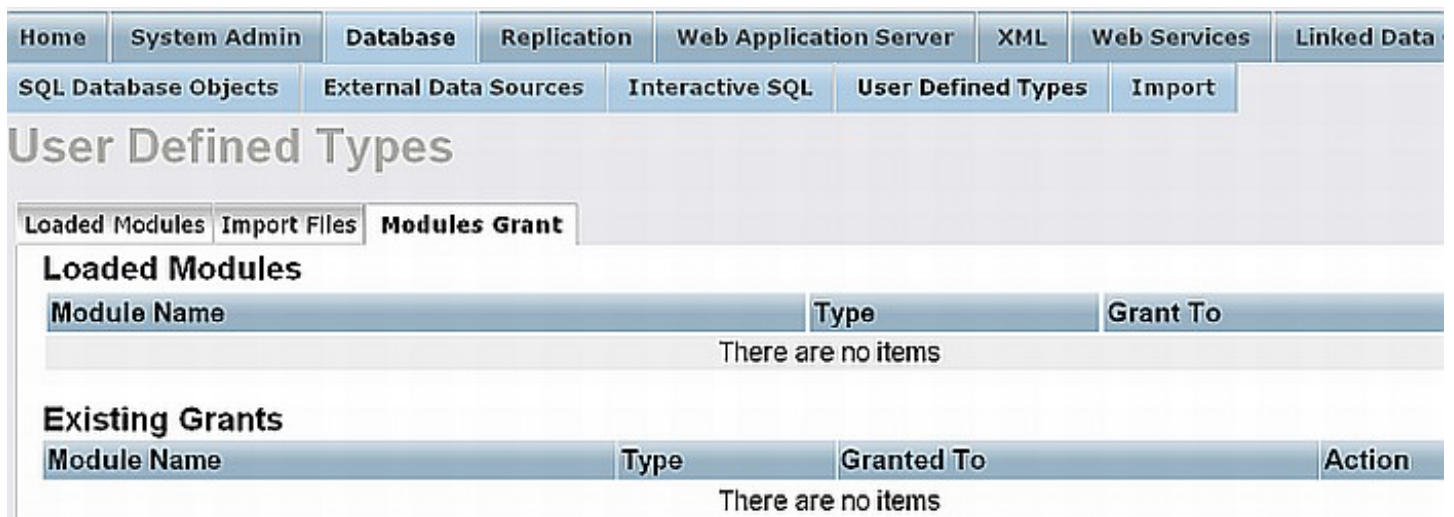 Home System Admin Database Replication Web Application Server XML Web Services Linked Data
SQL Database Objects External Data Sources Interactive SQL User Defined Types Import
User Defined Types
Loaded Modules Import Files Modules Grant
Loaded Modules
Module Name Type Grant To
There are no items
Existing Grants
Module Name Type Granted To Action
There are no items